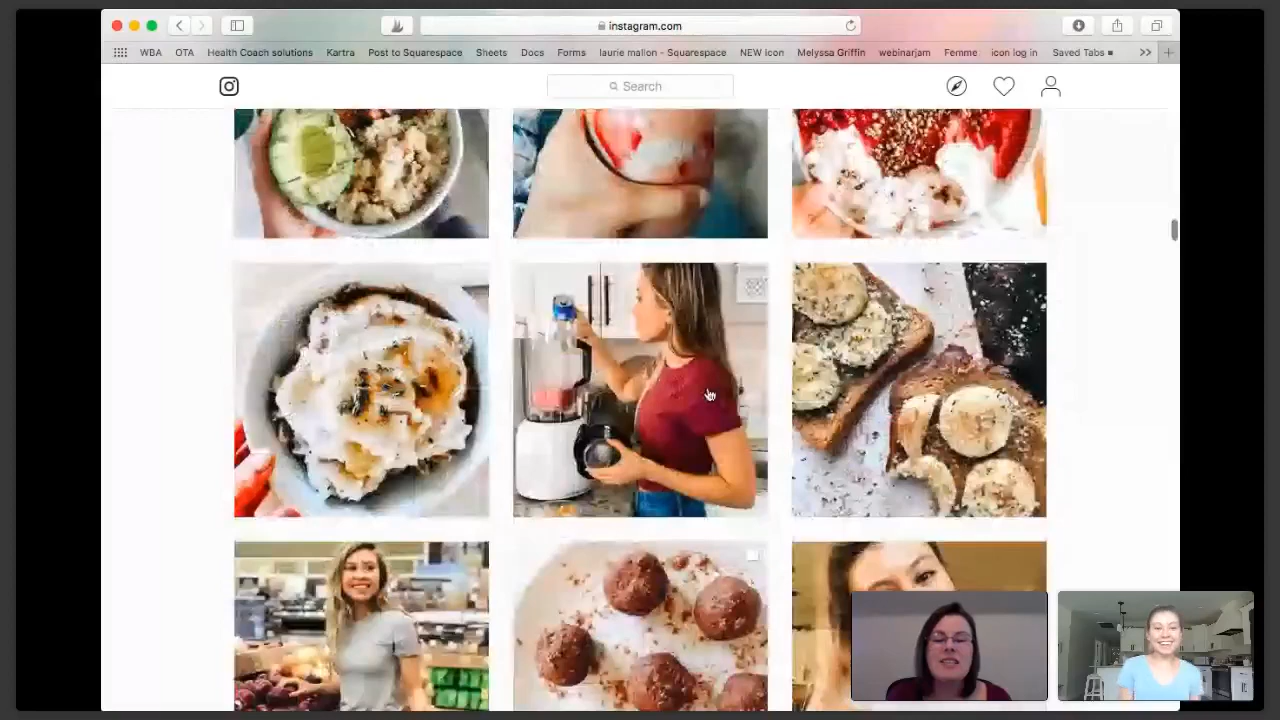 instagram.com
WBA OTA Health Coach solutions Kartra Post to Squarespace Sheets Docs Forms laurie mallon - Squarespace NEW icon Melyssa Griffin webinarjam Femme icon log in Saved Tabs
Search